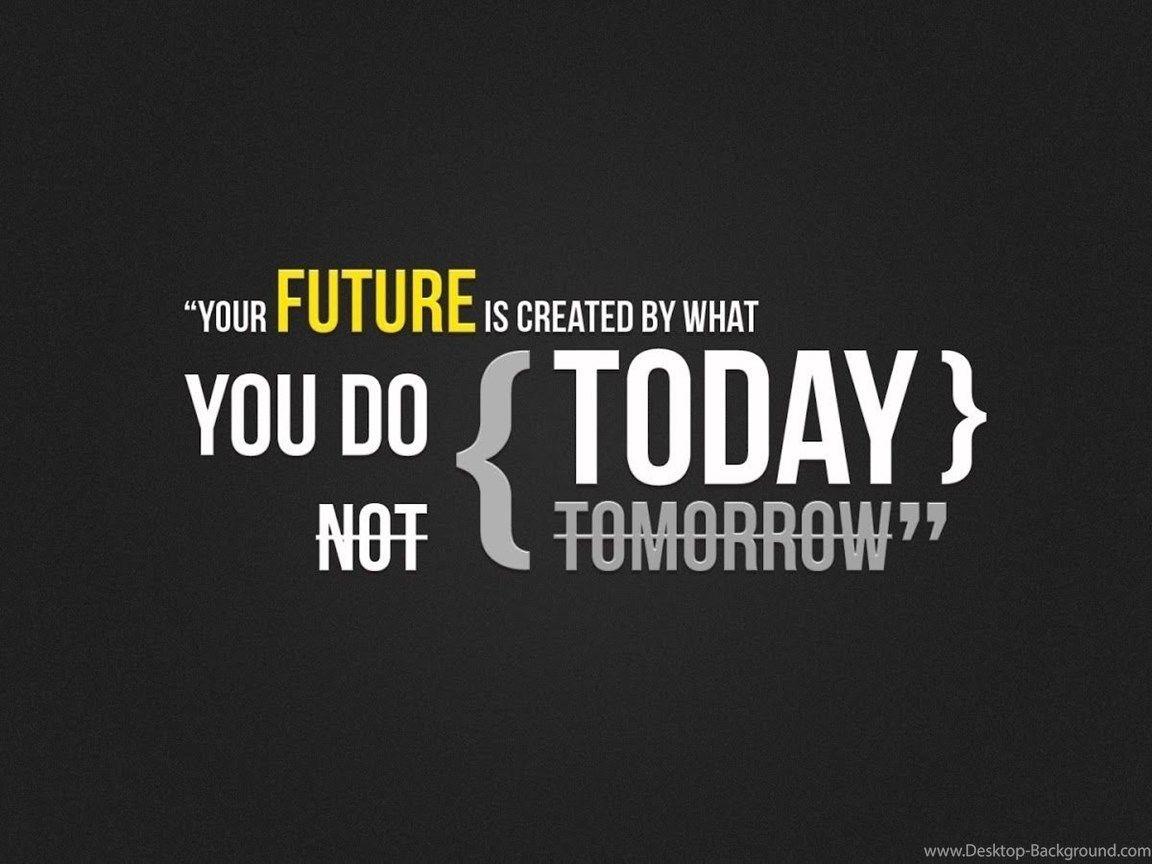 “YOUR FUTURE IS CREATED BY WHAT
YOU DO { TODAY }
NOT TOMORROW”
www.Desktop-Background.com